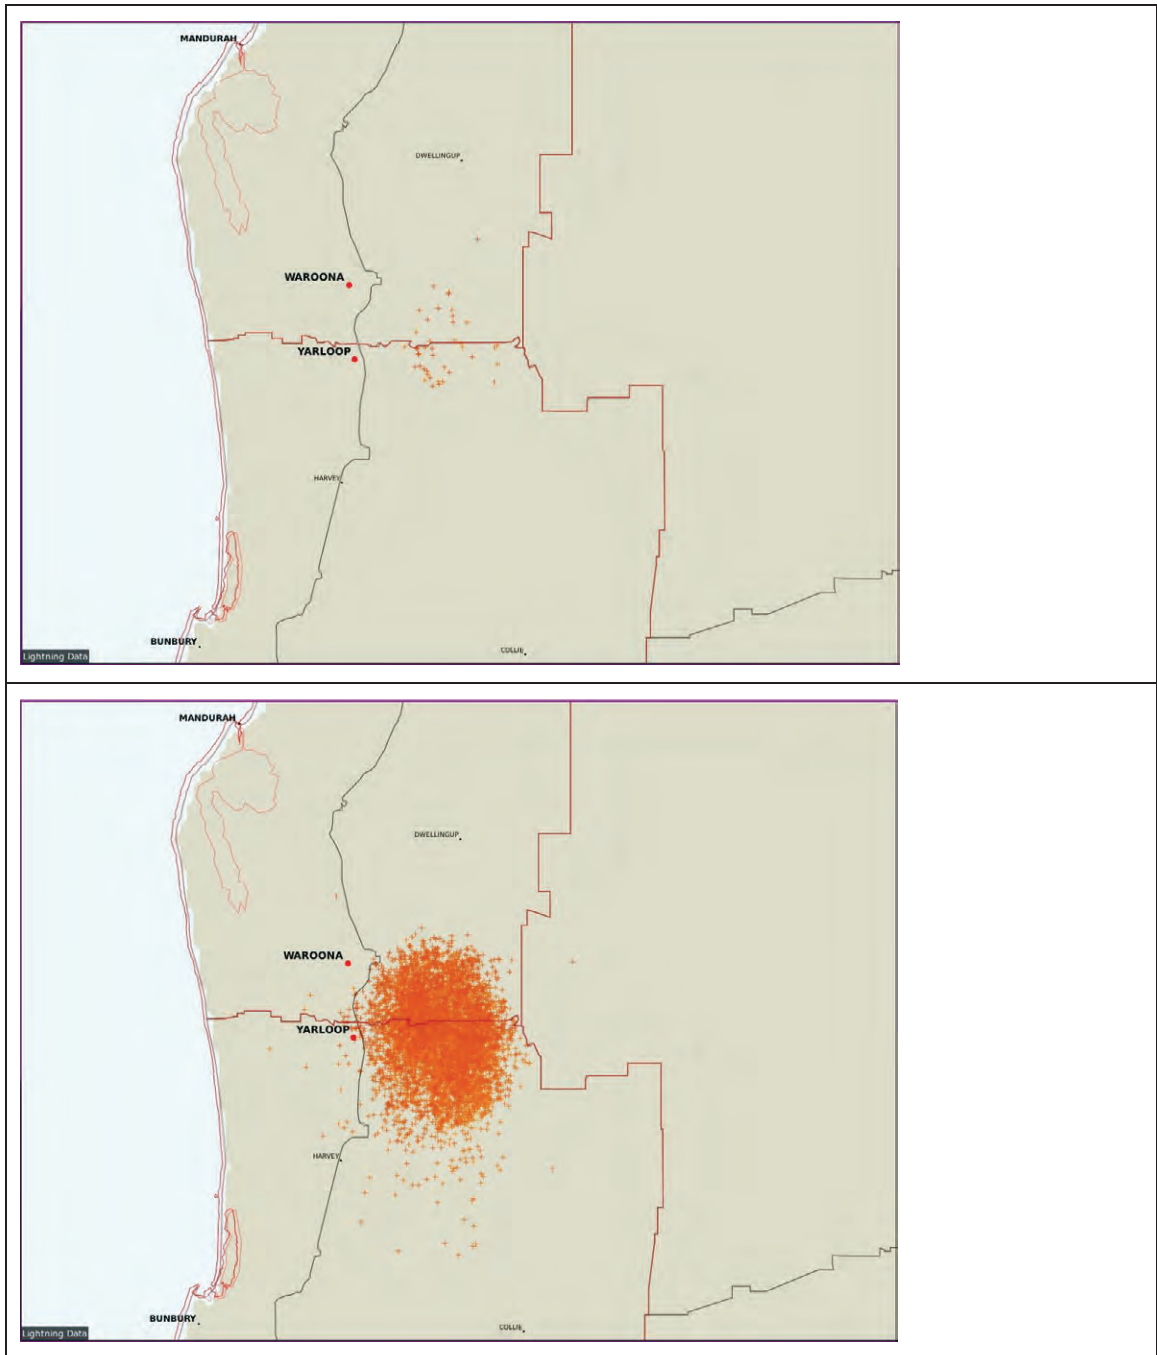 MANDURAH
DWELLINGUP
WAROONA
YARLOOP
HARVEY
BUNBURY
COLLIE
Lightning Data
MANDURAH
DWELLINGUP
WAROONA
YARLOOP
HARVEY
BUNBURY
COLLIE
Lightning Data